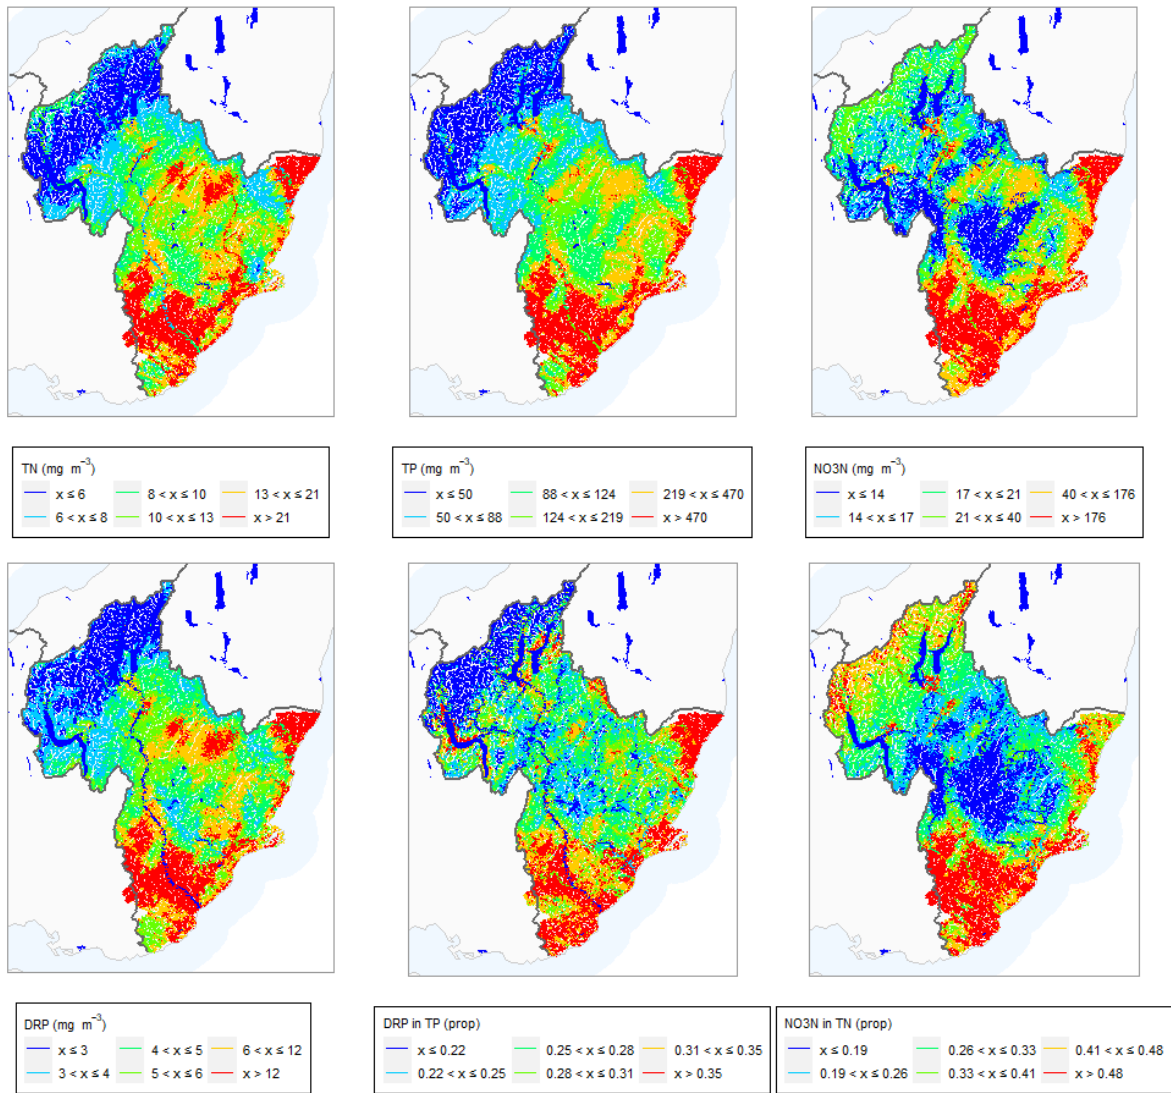 TN (mg m⁻³)
x ≤ 6 8 < x ≤ 10 13 < x ≤ 21
6 < x ≤ 8 10 < x ≤ 13 x > 21
TP (mg m⁻³)
x ≤ 50 88 < x ≤ 124 219 < x ≤ 470
50 < x ≤ 88 124 < x ≤ 219 x > 470
NO3N (mg m⁻³)
x ≤ 14 17 < x ≤ 21 40 < x ≤ 176
14 < x ≤ 17 21 < x ≤ 40 x > 176
DRP (mg m⁻³)
x ≤ 3 4 < x ≤ 5 6 < x ≤ 12
3 < x ≤ 4 5 < x ≤ 6 x > 12
DRP in TP (prop)
x ≤ 0.22 0.25 < x ≤ 0.28 0.31 < x ≤ 0.35
0.22 < x ≤ 0.25 0.28 < x ≤ 0.31 x > 0.35
NO3N in TN (prop)
x ≤ 0.19 0.26 < x ≤ 0.33 0.41 < x ≤ 0.48
0.19 < x ≤ 0.26 0.33 < x ≤ 0.41 x > 0.48